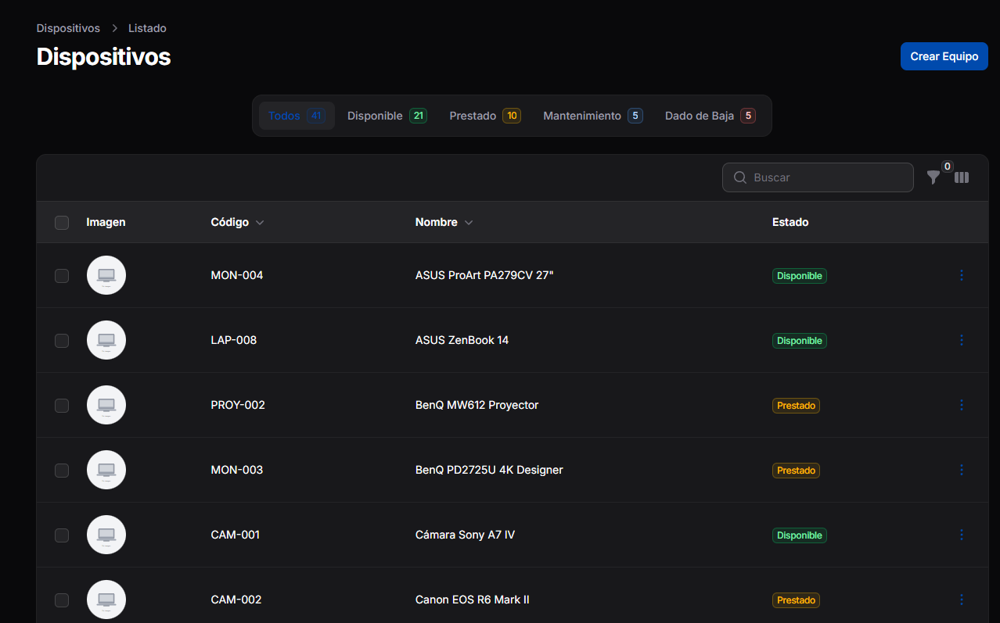 Dispositivos > Listado
Dispositivos
Crear Equipo
Todos 41 Disponible 21 Prestado 10 Mantenimiento 5 Dado de Baja 5
Buscar 0
Imagen Código Nombre Estado
MON-004 ASUS ProArt PA279CV 27" Disponible
LAP-008 ASUS ZenBook 14 Disponible
PROY-002 BenQ MW612 Proyector Prestado
MON-003 BenQ PD2725U 4K Designer Prestado
CAM-001 Cámara Sony A7 IV Disponible
CAM-002 Canon EOS R6 Mark II Prestado